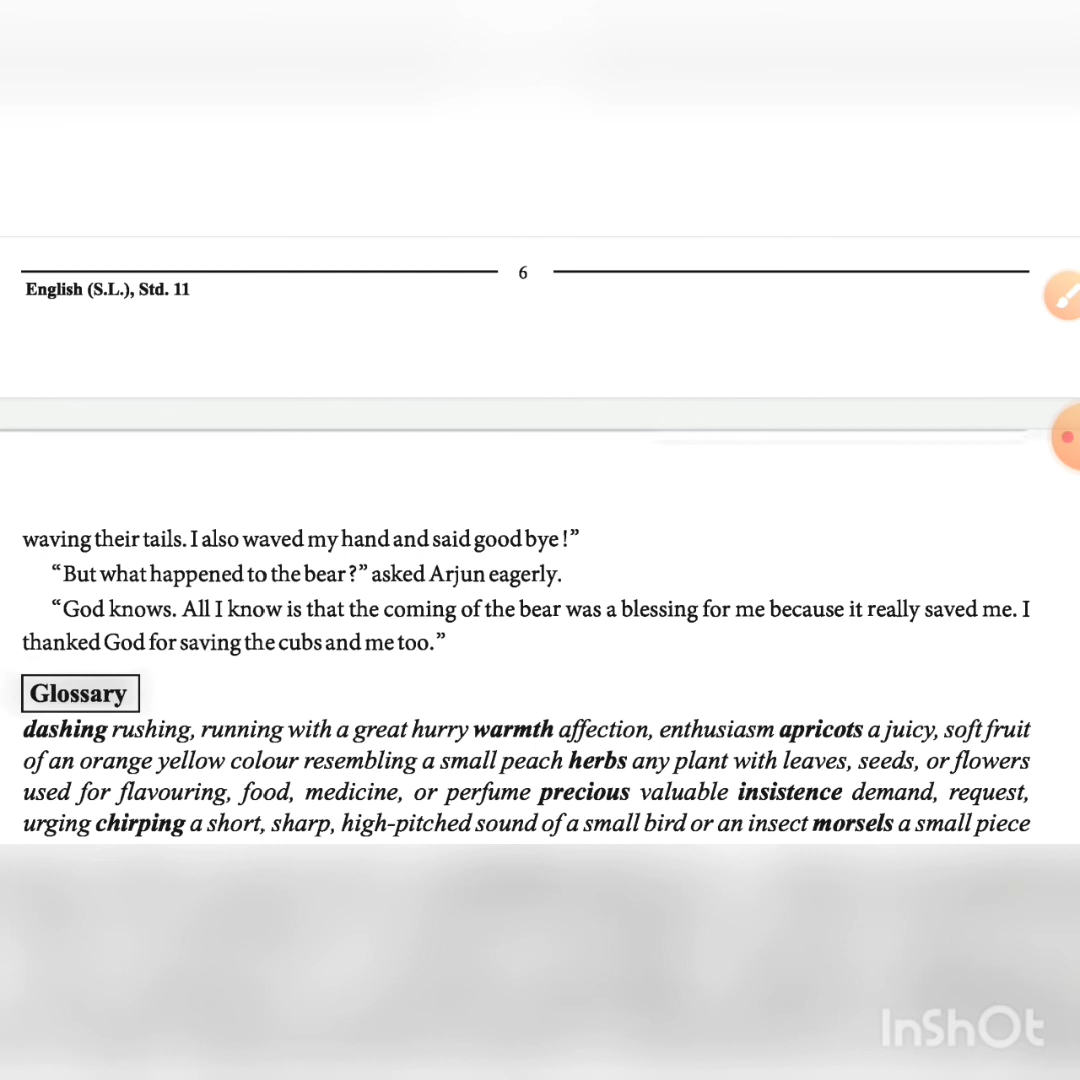 6
English (S.L.), Std. 11
waving their tails. I also waved my hand and said good bye!”
“But what happened to the bear?” asked Arjun eagerly.
“God knows. All I know is that the coming of the bear was a blessing for me because it really saved me. I
thanked God for saving the cubs and me too.”
Glossary
dashing rushing, running with a great hurry warmth affection, enthusiasm apricots a juicy, soft fruit
of an orange yellow colour resembling a small peach herbs any plant with leaves, seeds, or flowers
used for flavouring, food, medicine, or perfume precious valuable insistence demand, request,
urging chirping a short, sharp, high-pitched sound of a small bird or an insect morsels a small piece
InShOt